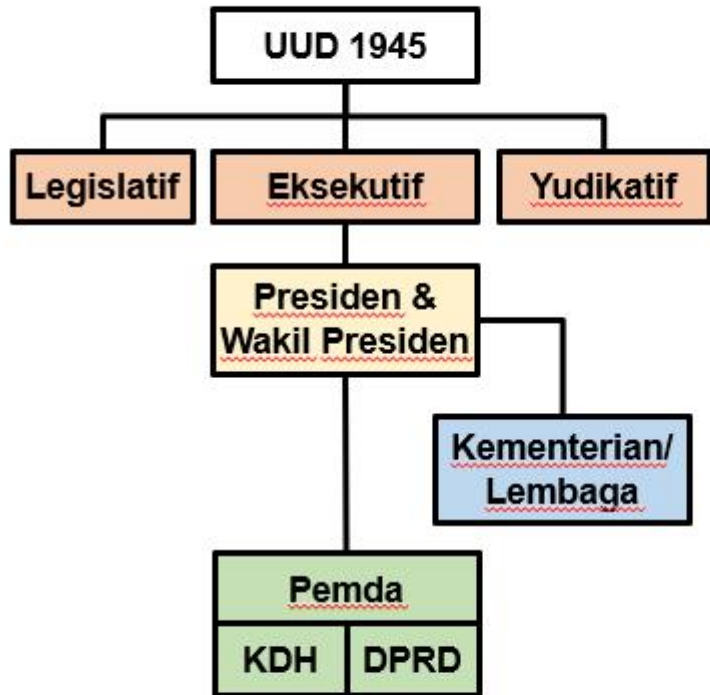 UUD 1945
Legislatif
Eksekutif
Yudikatif
Presiden &
Wakil Presiden
Kementerian/
Lembaga
Pemda
KDH
DPRD